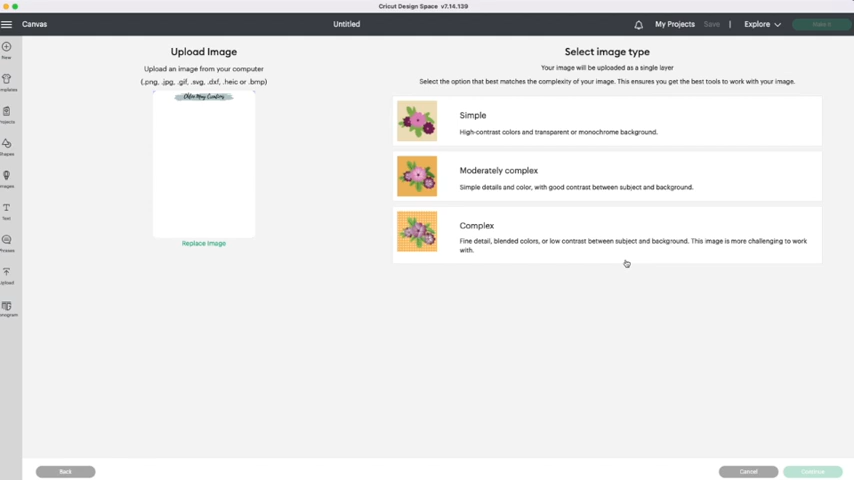 Cricut Design Space v7.14.139
Canvas
Untitled
My Projects
Save
|
Explore
Make It
New
Shapes
Images
Text
Phrases
Upload
Upload Image
Upload an image from your computer
(.png, .jpg, .gif, .svg, .dxf, .heic or .bmp)
Replace Image
Select image type
Your image will be uploaded as a single layer
Select the option that best matches the complexity of your image. This ensures you get the best tools to work with your image.
Simple
High-contrast colors and transparent or monochrome background.
Moderately complex
Simple details and color, with good contrast between subject and background.
Complex
Fine detail, blended colors, or low contrast between subject and background. This image is more challenging to work
with.
Back
Cancel
Continue